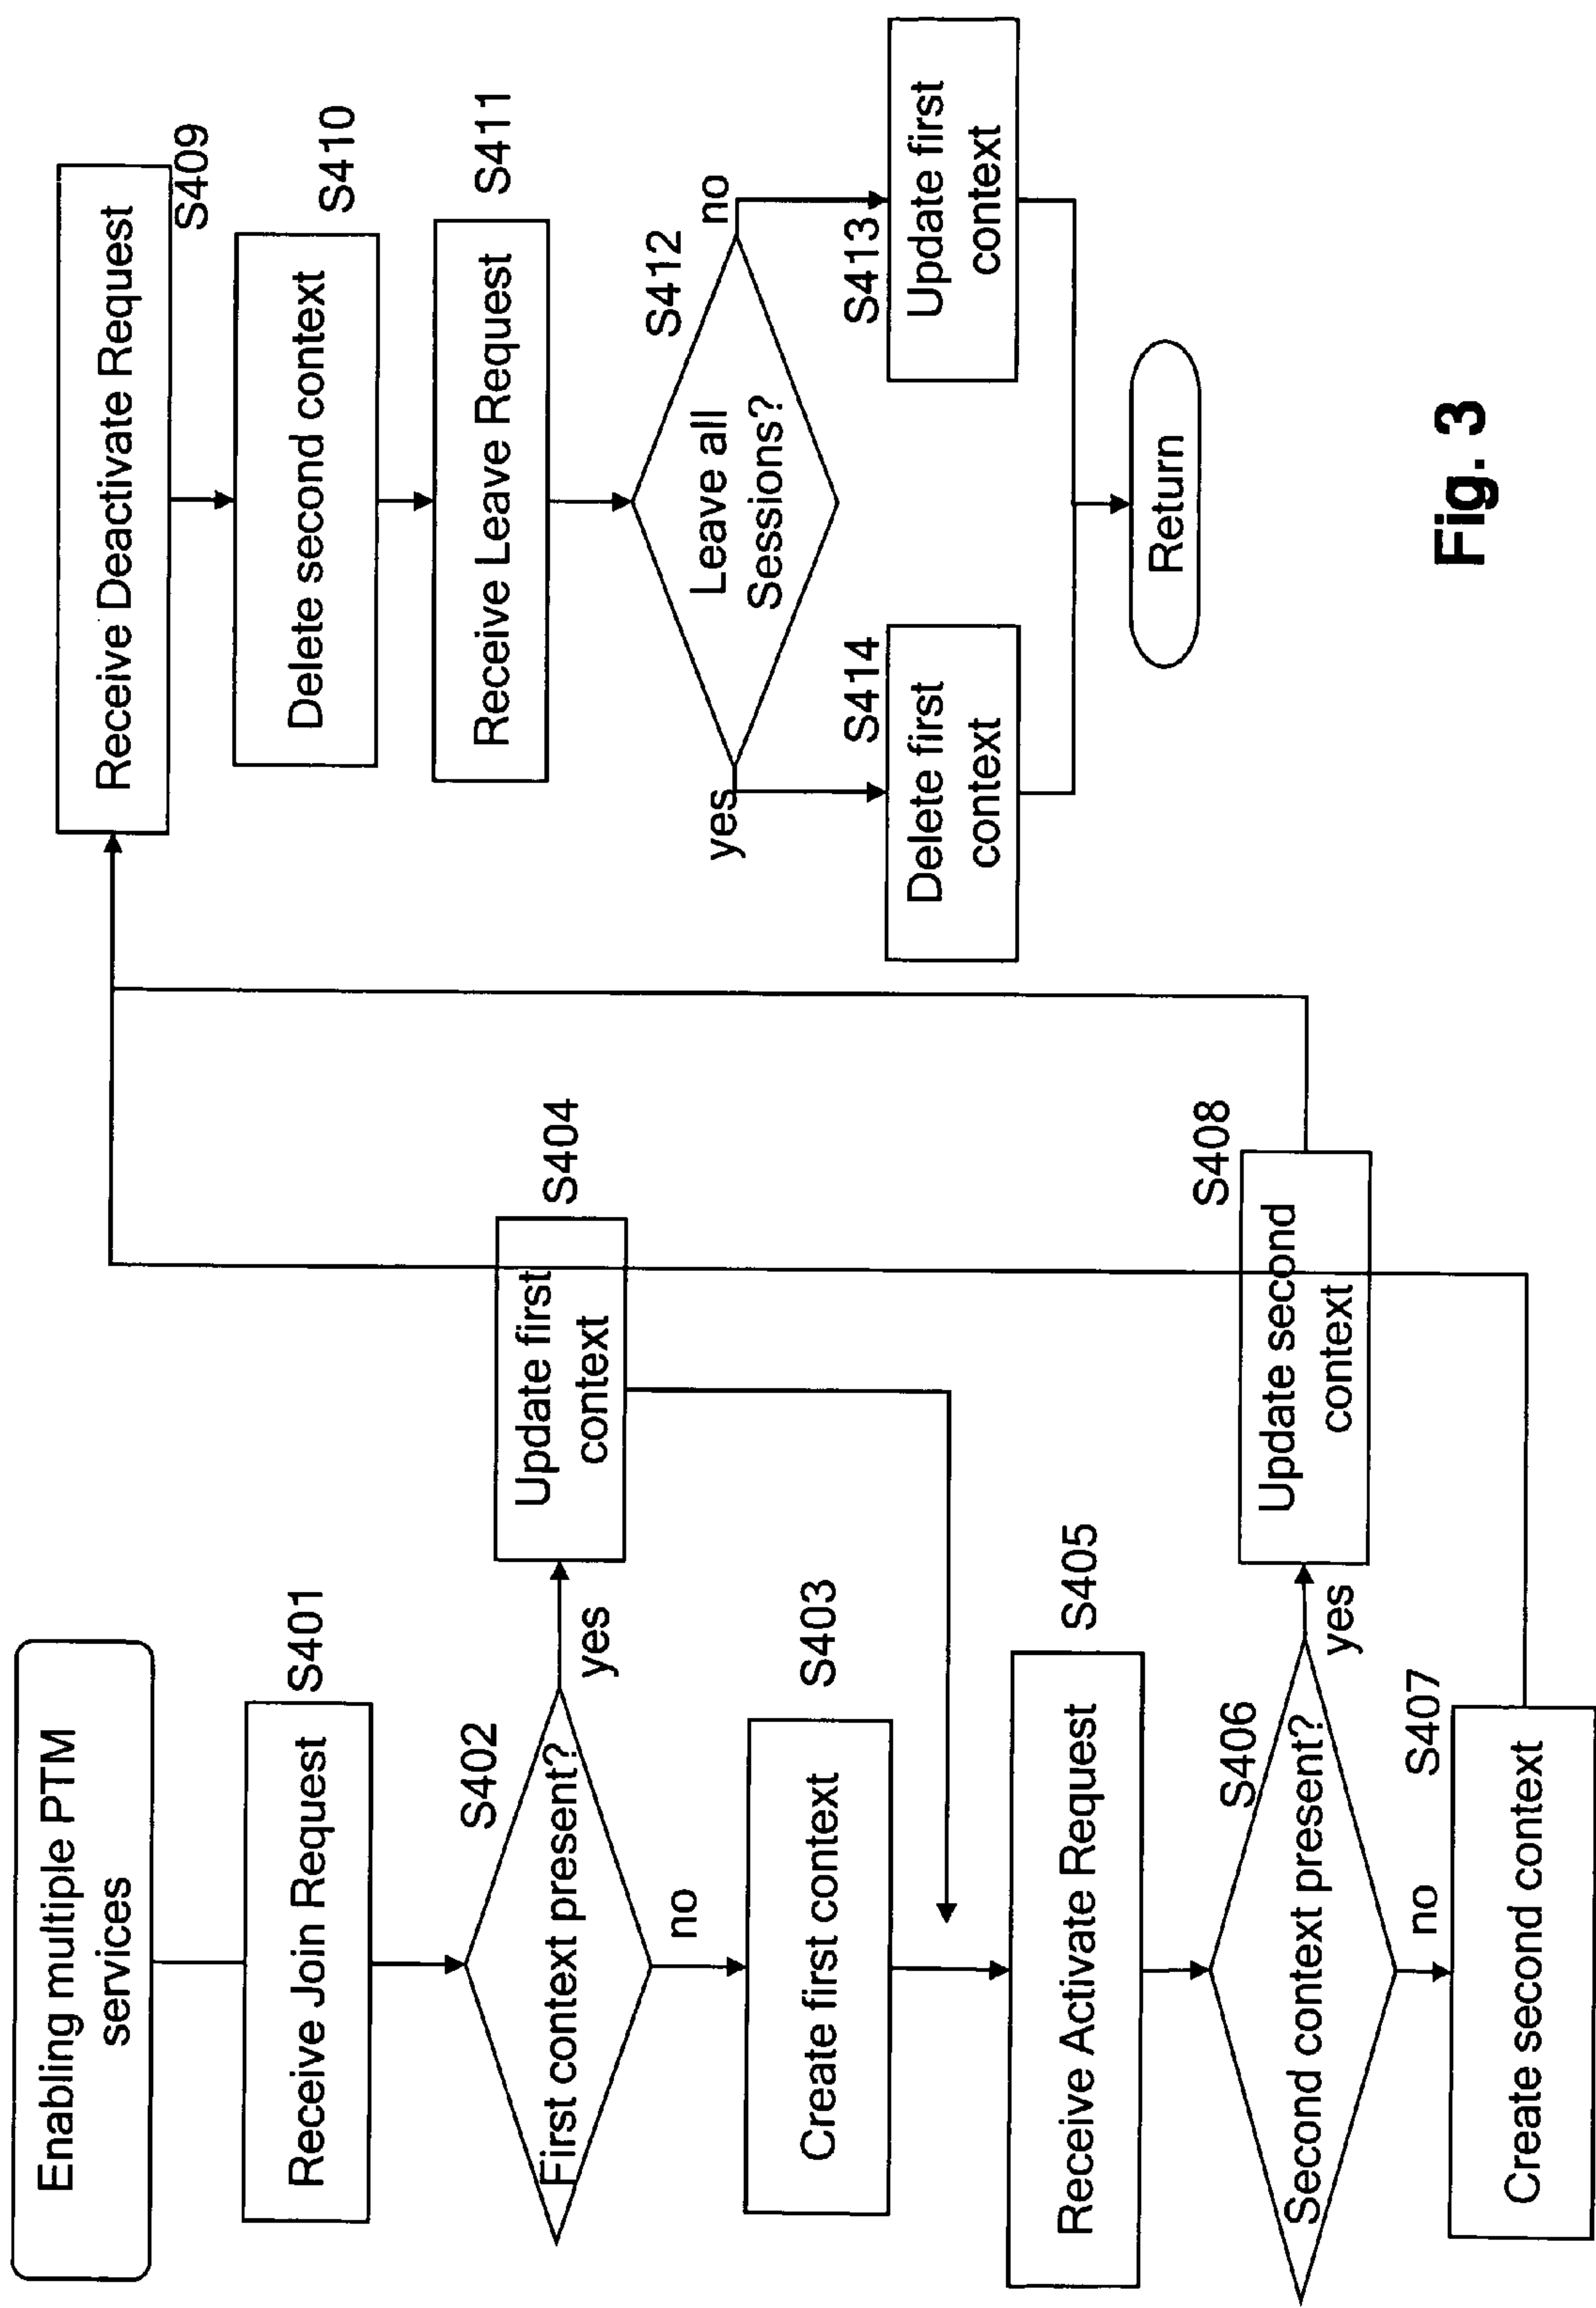 Enabling multiple PTM
services
Receive Join Request
S401
S402
First context present?
yes
no
Update first
context
S404
Create first context
S403
Receive Activate Request
S405
S406
Second context present?
yes
no
Update second
context
S408
S407
Create second context
Receive Deactivate Request
S409
Delete second context
S410
Receive Leave Request
S411
S412
Leave all
Sessions?
yes
no
S414
Delete first
context
S413
Update first
context
Return
Fig. 3